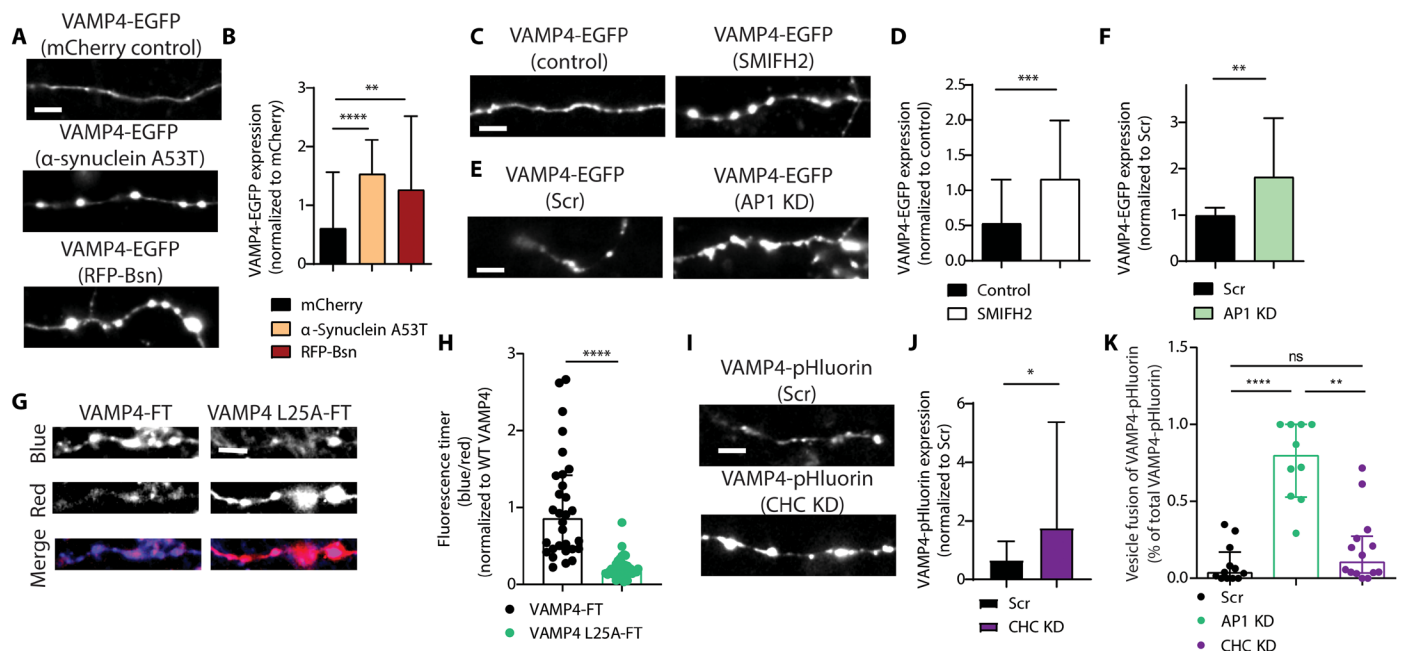 A
VAMP4-EGFP
(mCherry control)
VAMP4-EGFP
(α-synuclein A53T)
VAMP4-EGFP
(RFP-Bsn)
B
VAMP4-EGFP expression
(normalized to mCherry)
3
2
1
0
**
****
mCherry
α-Synuclein A53T
RFP-Bsn
C
VAMP4-EGFP
(control)
VAMP4-EGFP
(SMIFH2)
D
VAMP4-EGFP expression
(normalized to control)
2.5
2.0
1.5
1.0
0.5
0.0
***
Control
SMIFH2
E
VAMP4-EGFP
(Scr)
VAMP4-EGFP
(AP1 KD)
F
VAMP4-EGFP expression
(normalized to Scr)
3
2
1
0
**
Scr
AP1 KD
G
VAMP4-FT
VAMP4 L25A-FT
Blue
Red
Merge
H
Fluorescence timer
(blue/red)
(normalized to WT VAMP4)
3
2
1
0
****
VAMP4-FT
VAMP4 L25A-FT
I
VAMP4-pHluorin
(Scr)
VAMP4-pHluorin
(CHC KD)
J
VAMP4-pHluorin expression
(normalized to Scr)
6
4
2
0
*
Scr
CHC KD
K
Vesicle fusion of VAMP4-pHluorin
(% of total VAMP4-pHluorin)
1.5
1.0
0.5
0.0
ns
****
**
Scr
AP1 KD
CHC KD